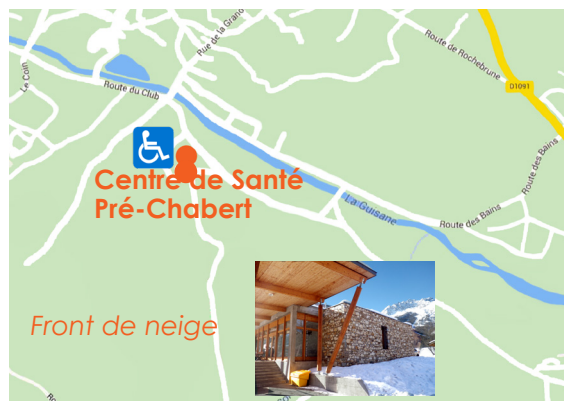 Rue de la Grano
Route de Rochebrune
Le Coin
D1091
Route du Club
Route des Bains
Centre de Santé
Pré-Chabert
La Guisane
Route des Bains
Front de neige